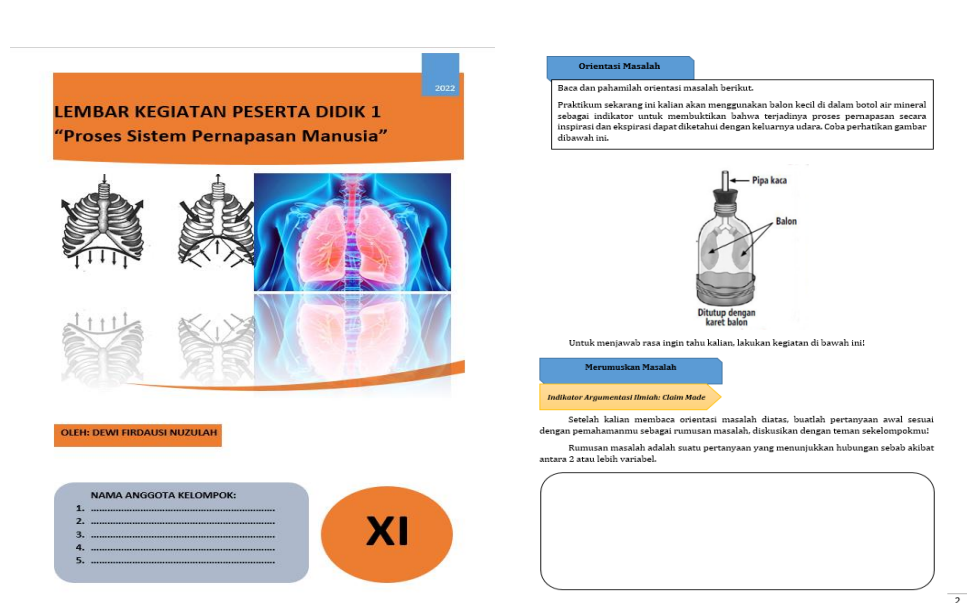 2022
LEMBAR KEGIATAN PESERTA DIDIK 1
“Proses Sistem Pernapasan Manusia”
OLEH: DEWI FIRDAUSI NUZULAH
NAMA ANGGOTA KELOMPOK:
1. ................................................................
2. ................................................................
3. ................................................................
4. ................................................................
5. ................................................................
XI
Orientasi Masalah
Baca dan pahamilah orientasi masalah berikut.
Praktikum sekarang ini kalian akan menggunakan balon kecil di dalam botol air mineral
sebagai indikator untuk membuktikan bahwa terjadinya proses pernapasan secara
inspirasi dan ekspirasi dapat diketahui dengan keluarnya udara. Coba perhatikan gambar
dibawah ini.
Pipa kaca
Balon
Ditutup dengan
karet balon
Untuk menjawab rasa ingin tahu kalian, lakukan kegiatan di bawah ini!
Merumuskan Masalah
Indikator Argumentasi Ilmiah: Claim Made
Setelah kalian membaca orientasi masalah diatas, buatlah pertanyaan awal sesuai
dengan pemahamanmu sebagai rumusan masalah, diskusikan dengan teman sekelompokmu!
Rumusan masalah adalah suatu pertanyaan yang menunjukkan hubungan sebab akibat
antara 2 atau lebih variabel.
2